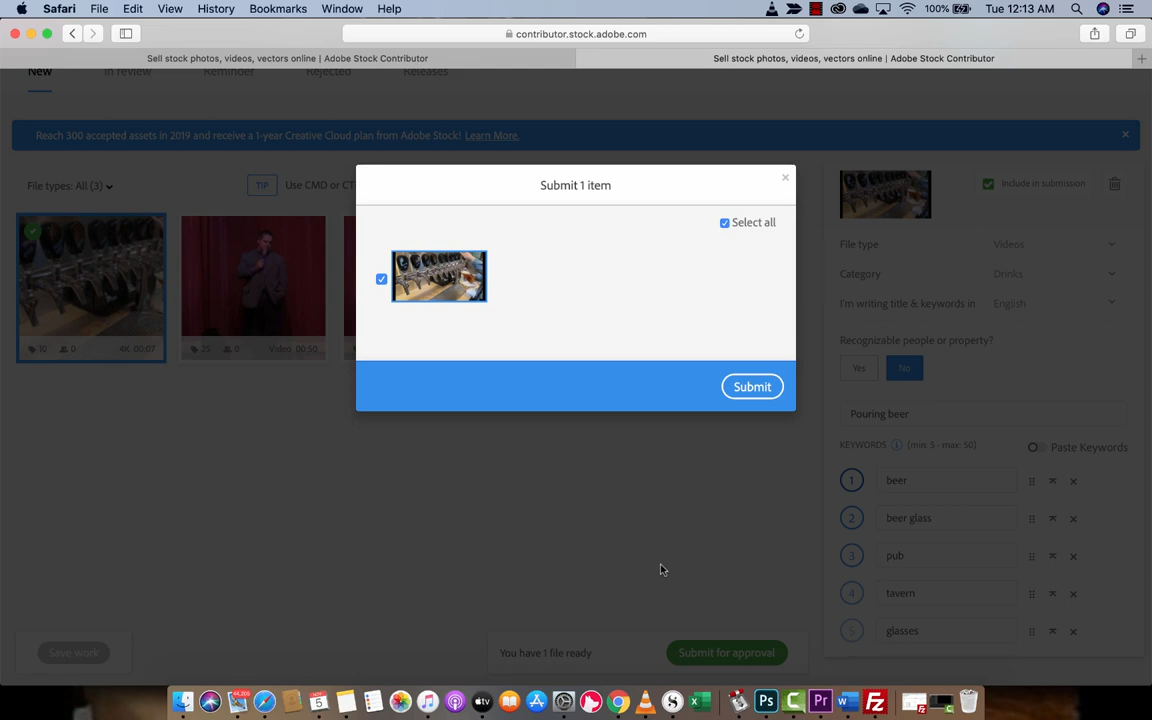 Safari File Edit View History Bookmarks Window Help 100% Tue 12:13 AM
contributor.stock.adobe.com
Sell stock photos, videos, vectors online | Adobe Stock Contributor
Sell stock photos, videos, vectors online | Adobe Stock Contributor
New In review Reminder Rejected Releases
Reach 300 accepted assets in 2019 and receive a 1-year Creative Cloud plan from Adobe Stock! Learn More.
File types: All (3)
TIP Use CMD or CT
Submit 1 item
Select all
Submit
10 0 4K 00:07
25 0 Video 00:50
Include in submission
File type Videos
Category Drinks
I'm writing title & keywords in English
Recognizable people or property?
Yes No
Pouring beer
KEYWORDS (min: 5 - max: 50) Paste Keywords
1 beer
2 beer glass
3 pub
4 tavern
5 glasses
Save work
You have 1 file ready
Submit for approval